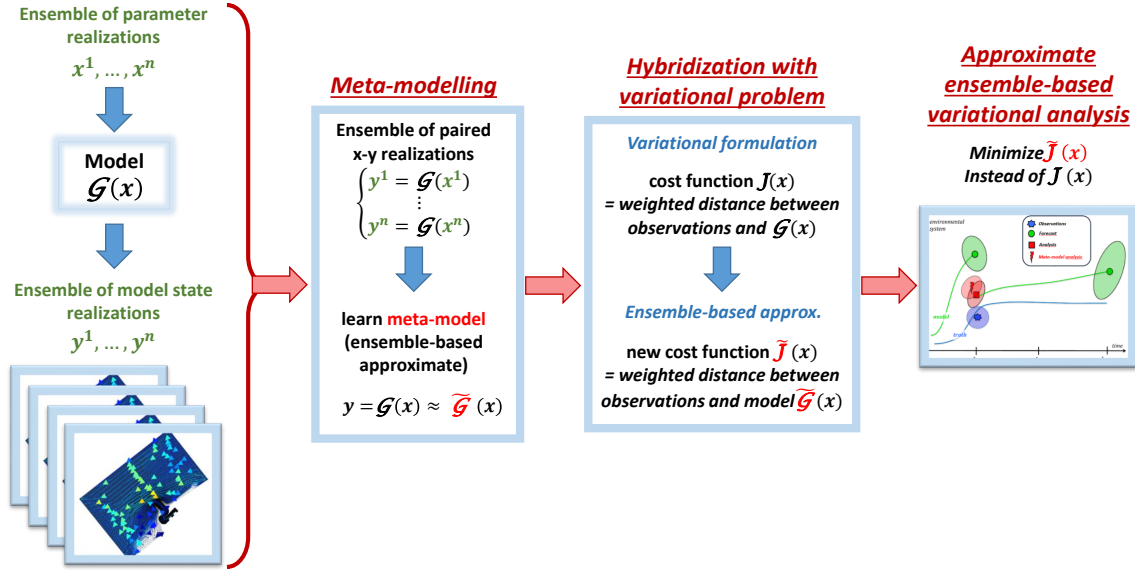 Ensemble of parameter
realizations
x¹, … , xⁿ
Model
𝒢(x)
Ensemble of model state
realizations
y¹, … , yⁿ
Meta-modelling
Ensemble of paired
x-y realizations
y¹ = 𝒢(x¹)
⋮
yⁿ = 𝒢(xⁿ)
learn meta-model
(ensemble-based
approximate)
y = 𝒢(x) ≈ 𝒢̃ (x)
Hybridization with
variational problem
Variational formulation
cost function J(x)
= weighted distance between
observations and 𝒢(x)
Ensemble-based approx.
new cost function J̃ (x)
= weighted distance between
observations and model 𝒢̃ (x)
Approximate
ensemble-based
variational analysis
Minimize J̃ (x)
Instead of J (x)
environmental
system
Observations
Forecast
Analysis
Meta-model analysis
model
truth
time